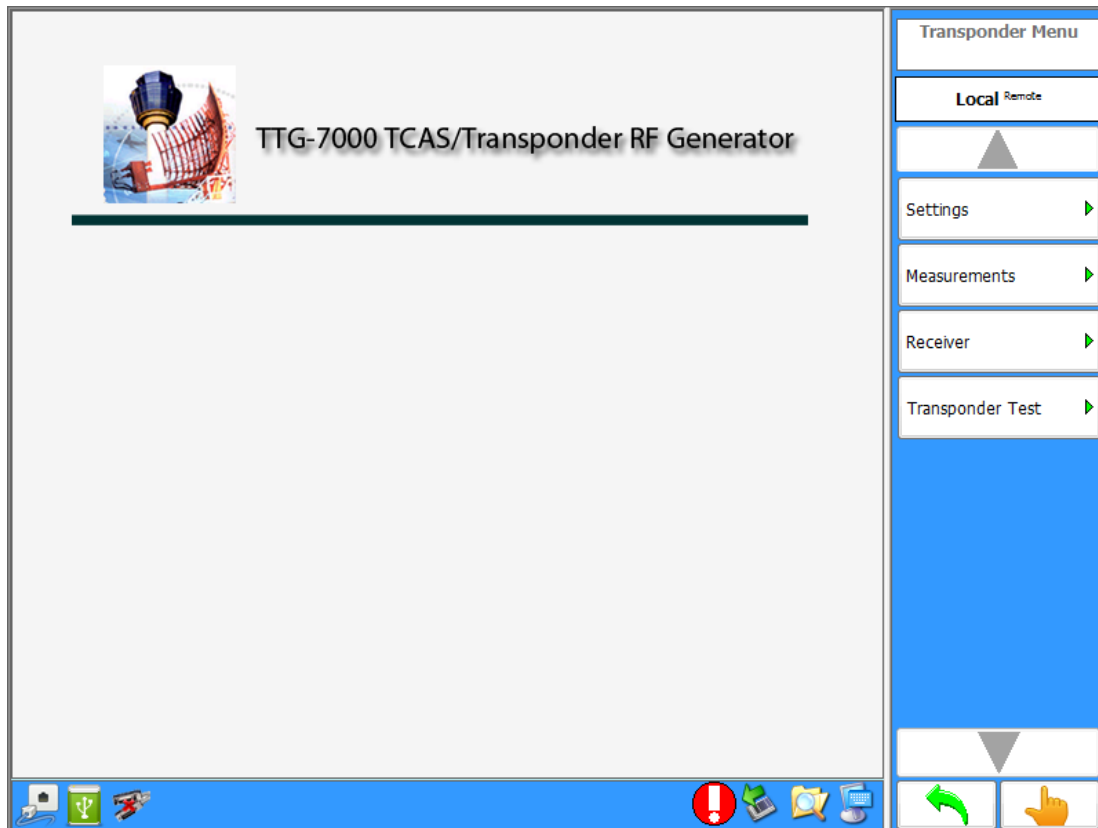 Transponder Menu
Local Remote
TTG-7000 TCAS/Transponder RF Generator
Settings
Measurements
Receiver
Transponder Test